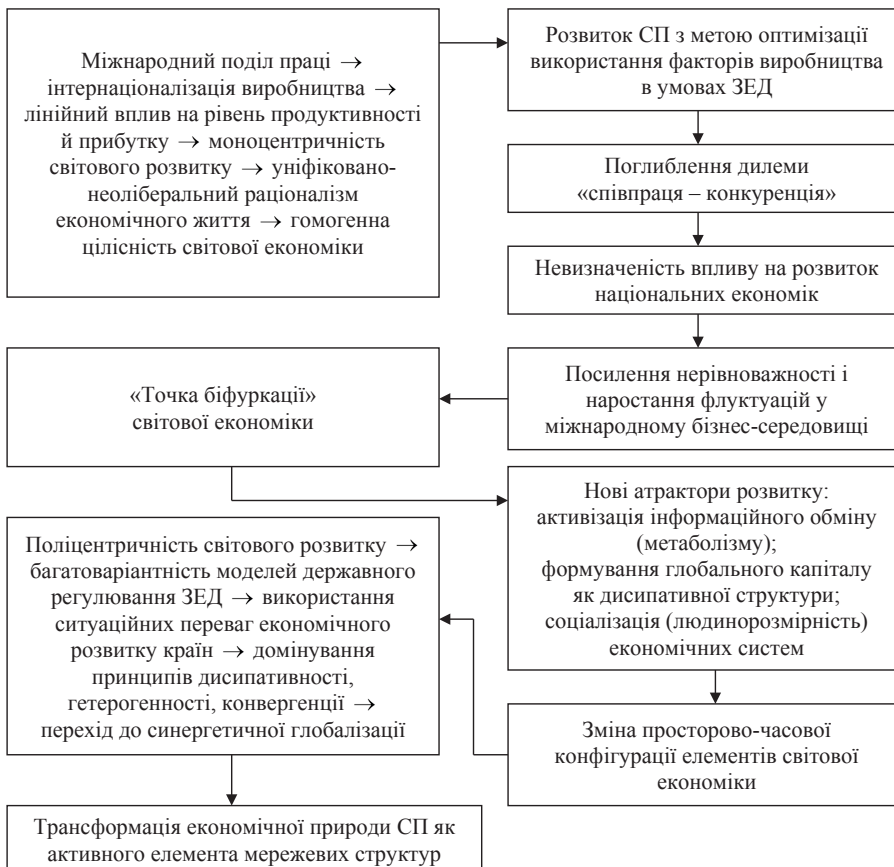 Міжнародний поділ праці →
інтернаціоналізація виробництва →
лінійний вплив на рівень продуктивності
й прибутку → моноцентричність
світового розвитку → уніфіковано-
неоліберальний раціоналізм
економічного життя → гомогенна
цілісність світової економіки
Розвиток СП з метою оптимізації
використання факторів виробництва
в умовах ЗЕД
Поглиблення дилеми
«співпраця – конкуренція»
Невизначеність впливу на розвиток
національних економік
Посилення нерівноважності і
наростання флуктуацій у
міжнародному бізнес-середовищі
«Точка біфуркації»
світової економіки
Нові атрактори розвитку:
активізація інформаційного обміну
(метаболізму);
формування глобального капіталу
як дисипативної структури;
соціалізація (людинорозмірність)
економічних систем
Зміна просторово-часової
конфігурації елементів світової
економіки
Поліцентричність світового розвитку →
багатоваріантність моделей державного
регулювання ЗЕД → використання
ситуаційних переваг економічного
розвитку країн → домінування
принципів дисипативності,
гетерогенності, конвергенції →
перехід до синергетичної глобалізації
Трансформація економічної природи СП як
активного елемента мережевих структур